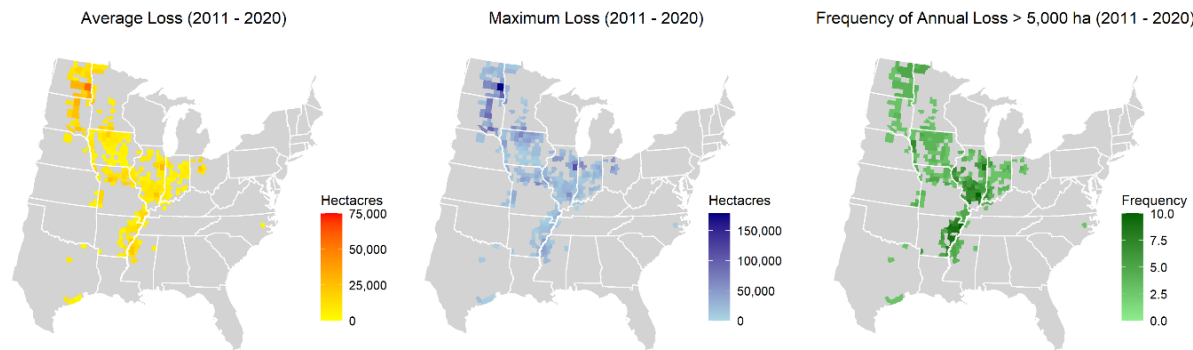 Average Loss (2011 - 2020)
Maximum Loss (2011 - 2020)
Frequency of Annual Loss > 5,000 ha (2011 - 2020)
Hectacres
75,000
50,000
25,000
0
Hectacres
150,000
100,000
50,000
0
Frequency
10.0
7.5
5.0
2.5
0.0